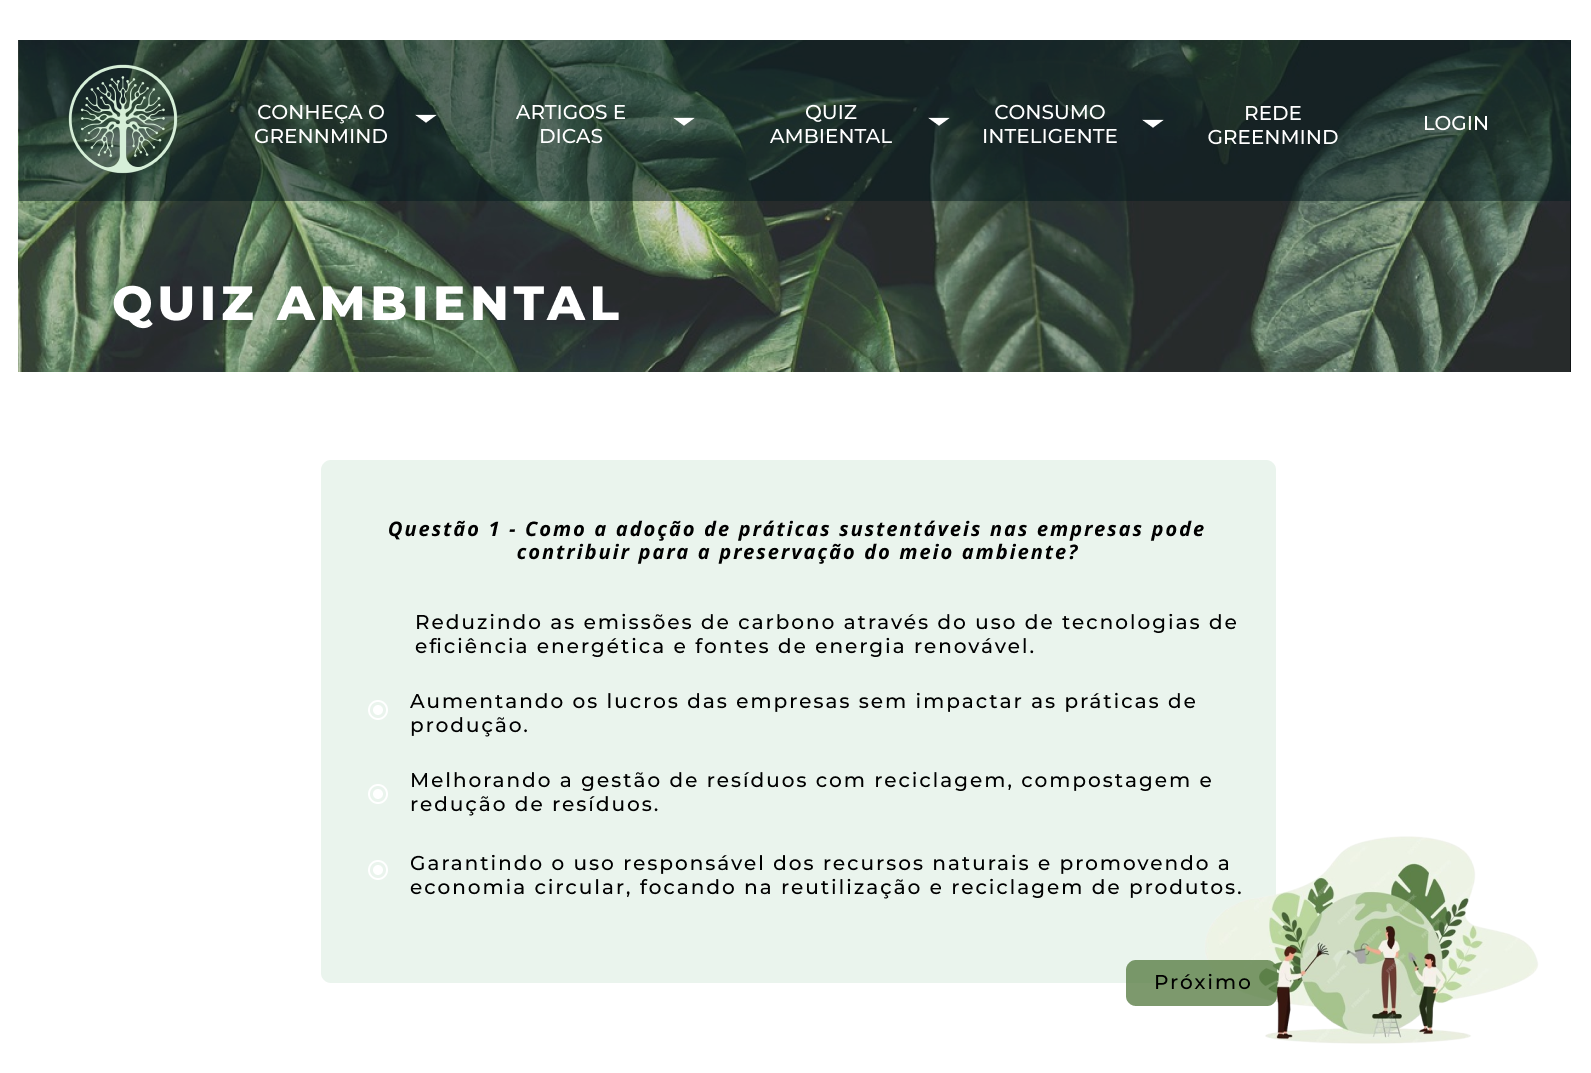 CONHEÇA O
GRENNMIND
ARTIGOS E
DICAS
QUIZ
AMBIENTAL
CONSUMO
INTELIGENTE
REDE
GREENMIND
LOGIN
QUIZ AMBIENTAL
Questão 1 - Como a adoção de práticas sustentáveis nas empresas pode
contribuir para a preservação do meio ambiente?
Reduzindo as emissões de carbono através do uso de tecnologias de
eficiência energética e fontes de energia renovável.
Aumentando os lucros das empresas sem impactar as práticas de
produção.
Melhorando a gestão de resíduos com reciclagem, compostagem e
redução de resíduos.
Garantindo o uso responsável dos recursos naturais e promovendo a
economia circular, focando na reutilização e reciclagem de produtos.
Próximo